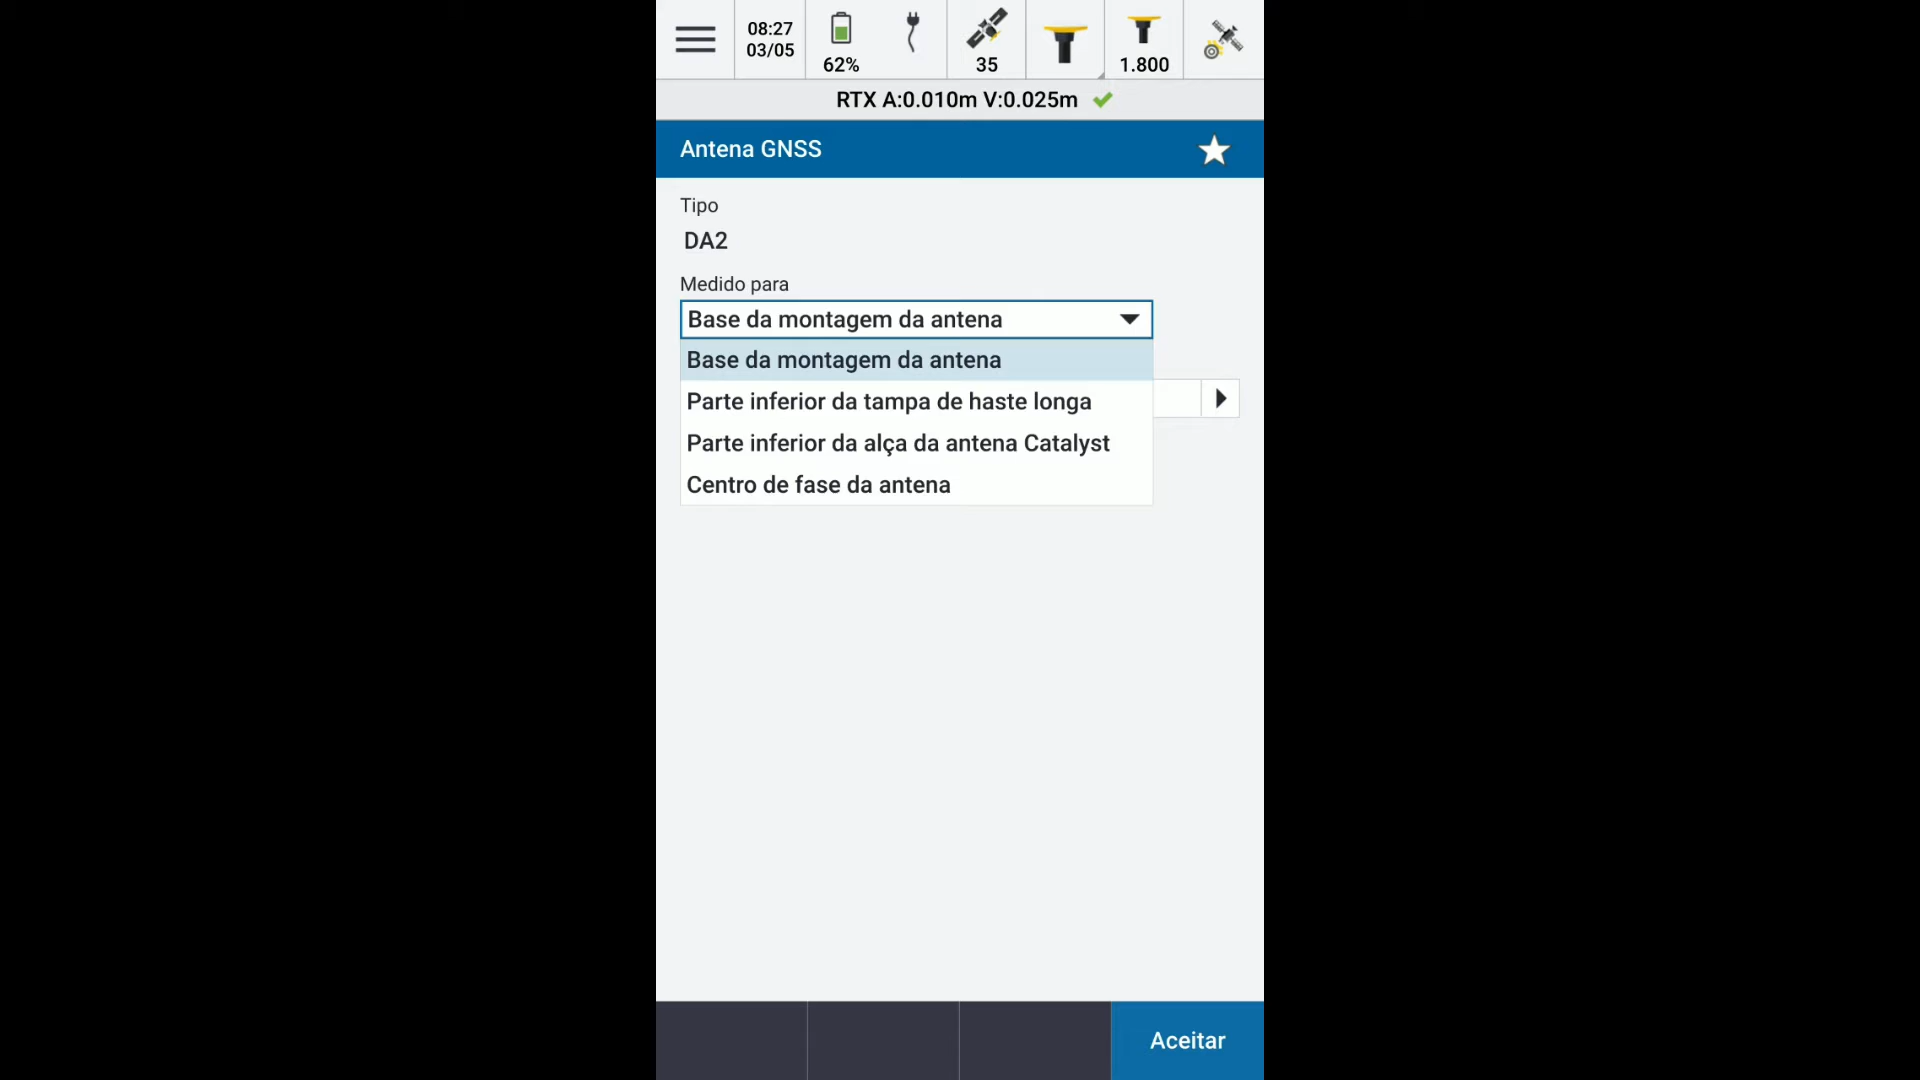 08:27
03/05
62%
35
1.800
RTX A:0.010m V:0.025m
Antena GNSS
Tipo
DA2
Medido para
Base da montagem da antena
Base da montagem da antena
Parte inferior da tampa de haste longa
Parte inferior da alça da antena Catalyst
Centro de fase da antena
Aceitar